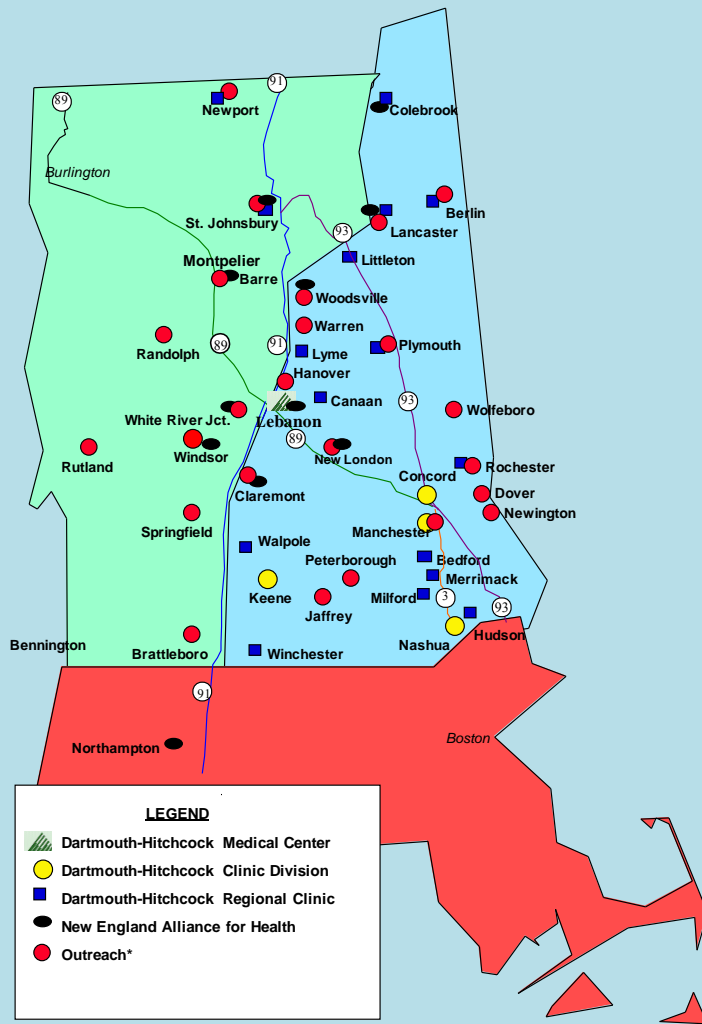 91
89
Newport
Colebrook
Burlington
Berlin
St. Johnsbury
Lancaster
93
Montpelier
Littleton
Barre
Woodsville
Warren
89
91
Plymouth
Randolph
Lyme
Hanover
Canaan
93
White River Jct.
Lebanon
Wolfeboro
89
Windsor
New London
Rutland
Rochester
Concord
Claremont
Dover
Newington
Springfield
Manchester
Walpole
Peterborough
Bedford
Merrimack
Keene
Milford
3
Jaffrey
93
Hudson
Bennington
Nashua
Brattleboro
Winchester
91
Northampton
Boston
LEGEND
Dartmouth-Hitchcock Medical Center
Dartmouth-Hitchcock Clinic Division
Dartmouth-Hitchcock Regional Clinic
New England Alliance for Health
Outreach*